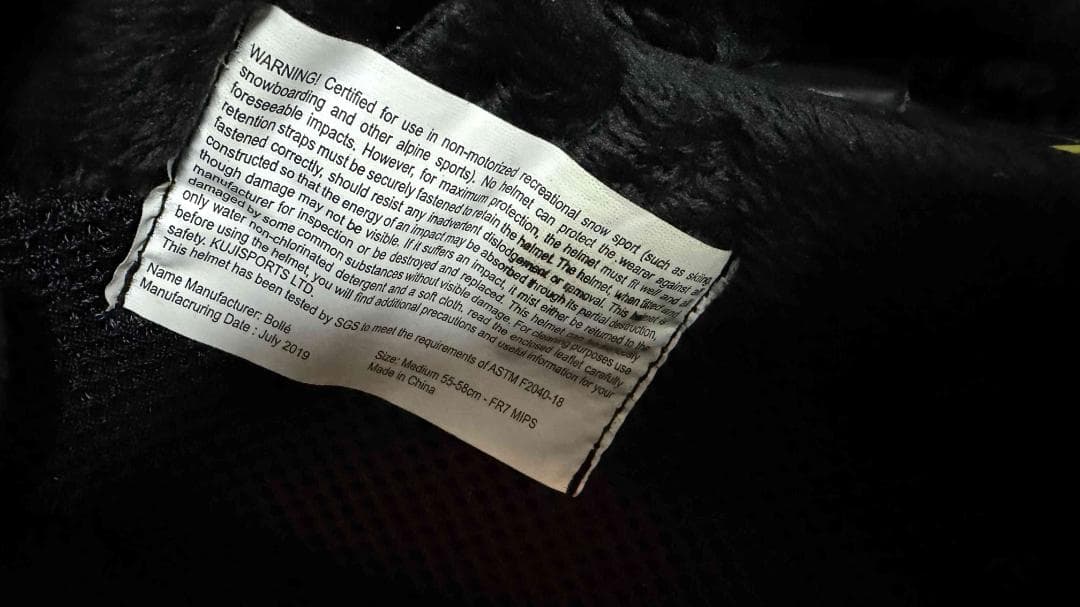 WARNING! Certified for use in non-motorized recreational snow sport (such as skiing,
snowboarding and other alpine sports). No helmet can protect the wearer against all
foreseeable impacts. However, for maximum protection, the helmet must fit well and all
retention straps must be securely fastened to retain the helmet. The helmet, when fitted and
fastened correctly, should resist any inadvertent dislodgement or removal. This
constructed so that the energy of an impact may be absorbed through its partial destruction,
though damage may not be visible. If it suffers an impact, it mist either be returned to the
manufacturer for inspection or be destroyed and replaced. This helmet can be seriously
damaged by some common substances without visible damage. For cleaning purposes use
only water non-chlorinated detergent and a soft cloth, read the enclosed leaflet carefully
before using the helmet, you will find additional precautions and useful information for your
safety. KUJISPORTS LTD.
This helmet has been tested by SGS to meet the requirements of ASTM F2040-18
Name Manufacturer: Bollé
Manufacruring Date : July 2019
Size: Medium 55-58cm - FR7 MIPS
Made in China